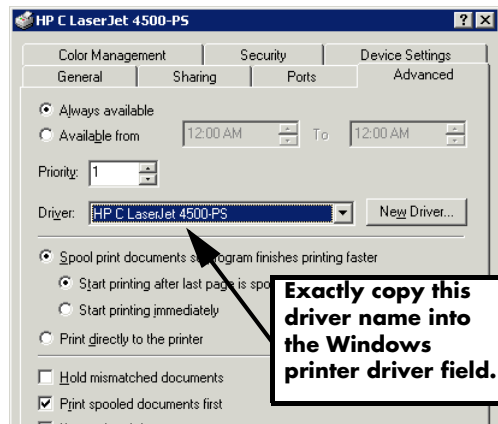 HP C LaserJet 4500-PS
Color Management Security Device Settings
General Sharing Ports Advanced
Always available
Available from 12:00 AM To 12:00 AM
Priority: 1
Driver: HP C LaserJet 4500-PS New Driver...
Spool print documents so program finishes printing faster
Start printing after last page is spo
Start printing immediately
Print directly to the printer
Exactly copy this
driver name into
the Windows
printer driver field.
Hold mismatched documents
Print spooled documents first